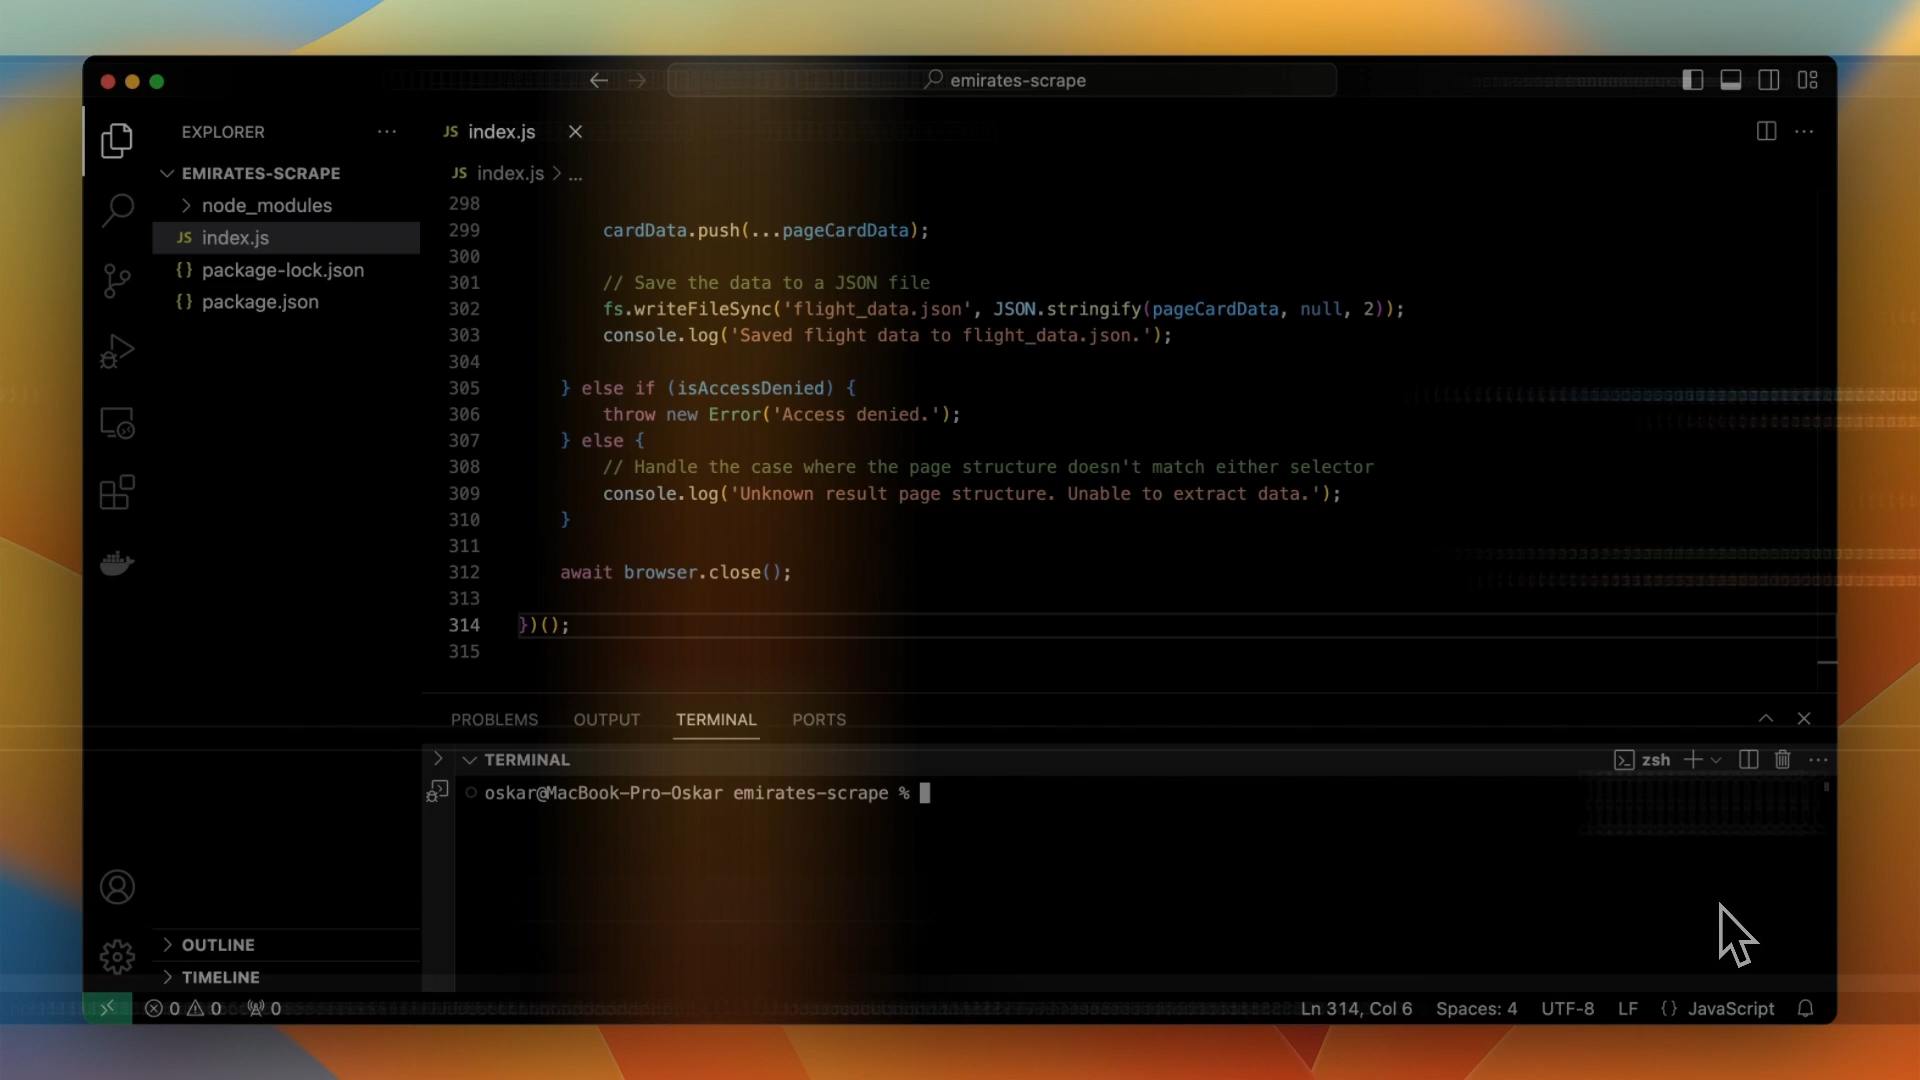 emirates-scrape
EXPLORER
JS index.js
EMIRATES-SCRAPE
JS index.js > ...
node_modules
JS index.js
{} package-lock.json
{} package.json
298
299 cardData.push(...pageCardData);
300
301 // Save the data to a JSON file
302 fs.writeFileSync('flight_data.json', JSON.stringify(pageCardData, null, 2));
303 console.log('Saved flight data to flight_data.json.');
304
305 } else if (isAccessDenied) {
306 throw new Error('Access denied.');
307 } else {
308 // Handle the case where the page structure doesn't match either selector
309 console.log('Unknown result page structure. Unable to extract data.');
310 }
311
312 await browser.close();
313
314 })();
315
PROBLEMS OUTPUT TERMINAL PORTS
TERMINAL
zsh
oskar@MacBook-Pro-Oskar emirates-scrape %
OUTLINE
TIMELINE
0 0 0
Ln 314, Col 6 Spaces: 4 UTF-8 LF {} JavaScript